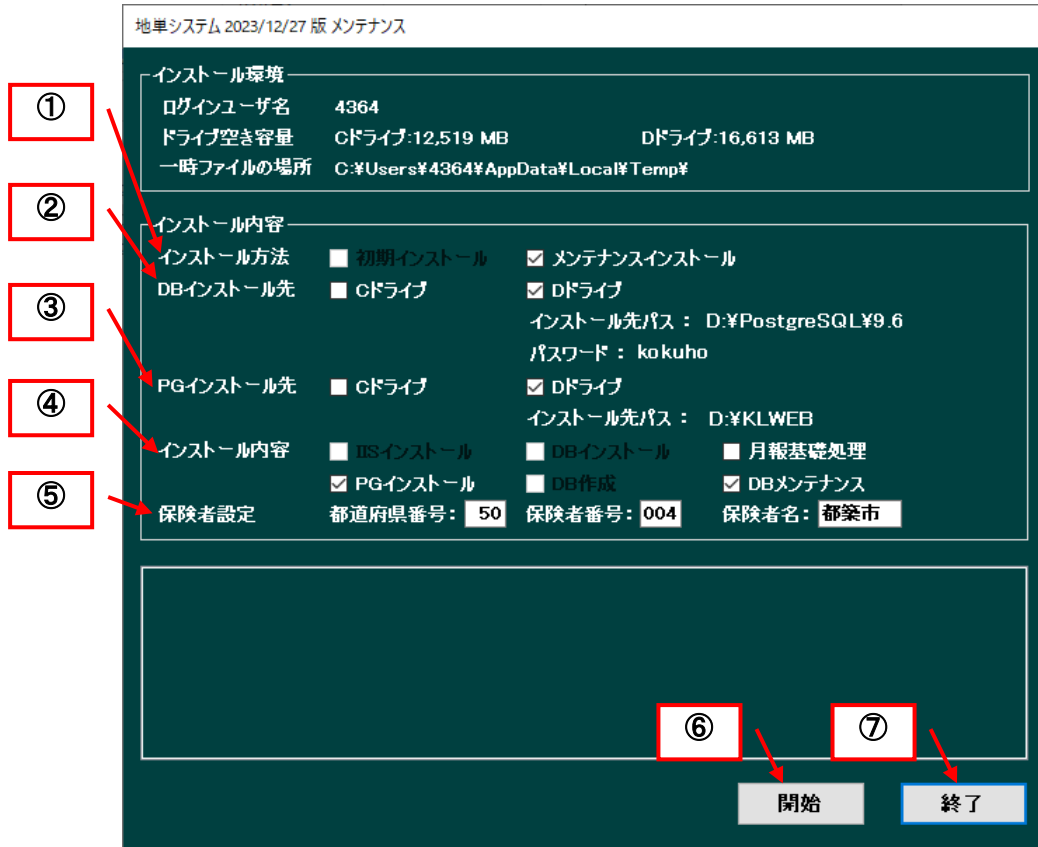 地単システム 2023/12/27 版 メンテナンス
インストール環境
ログインユーザ名 4364
ドライブ空き容量 Cドライブ:12,519 MB Dドライブ:16,613 MB
一時ファイルの場所 C:¥Users¥4364¥AppData¥Local¥Temp¥
①
②
③
④
⑤
インストール内容
インストール方法 初期インストール メンテナンスインストール
DBインストール先 Cドライブ Dドライブ
インストール先パス : D:¥PostgreSQL¥9.6
パスワード : kokuho
PGインストール先 Cドライブ Dドライブ
インストール先パス : D:¥KLWEB
インストール内容 IISインストール DBインストール 月報基礎処理
PGインストール DB作成 DBメンテナンス
保険者設定 都道府県番号: 50 保険者番号: 004 保険者名: 都築市
⑥ ⑦
開始 終了